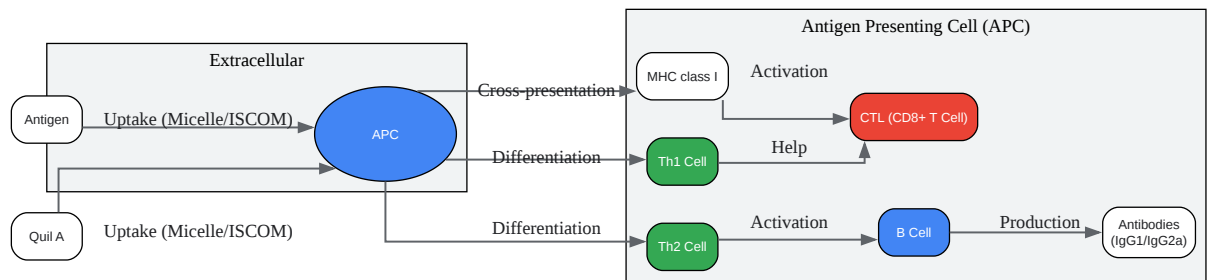 Antigen Presenting Cell (APC)
Extracellular
MHC class I
Activation
Cross-presentation
Antigen
Uptake (Micelle/ISCOM)
APC
CTL (CD8+ T Cell)
Differentiation
Th1 Cell
Help
Quil A
Uptake (Micelle/ISCOM)
Differentiation
Th2 Cell
Activation
B Cell
Production
Antibodies
(IgG1/IgG2a)